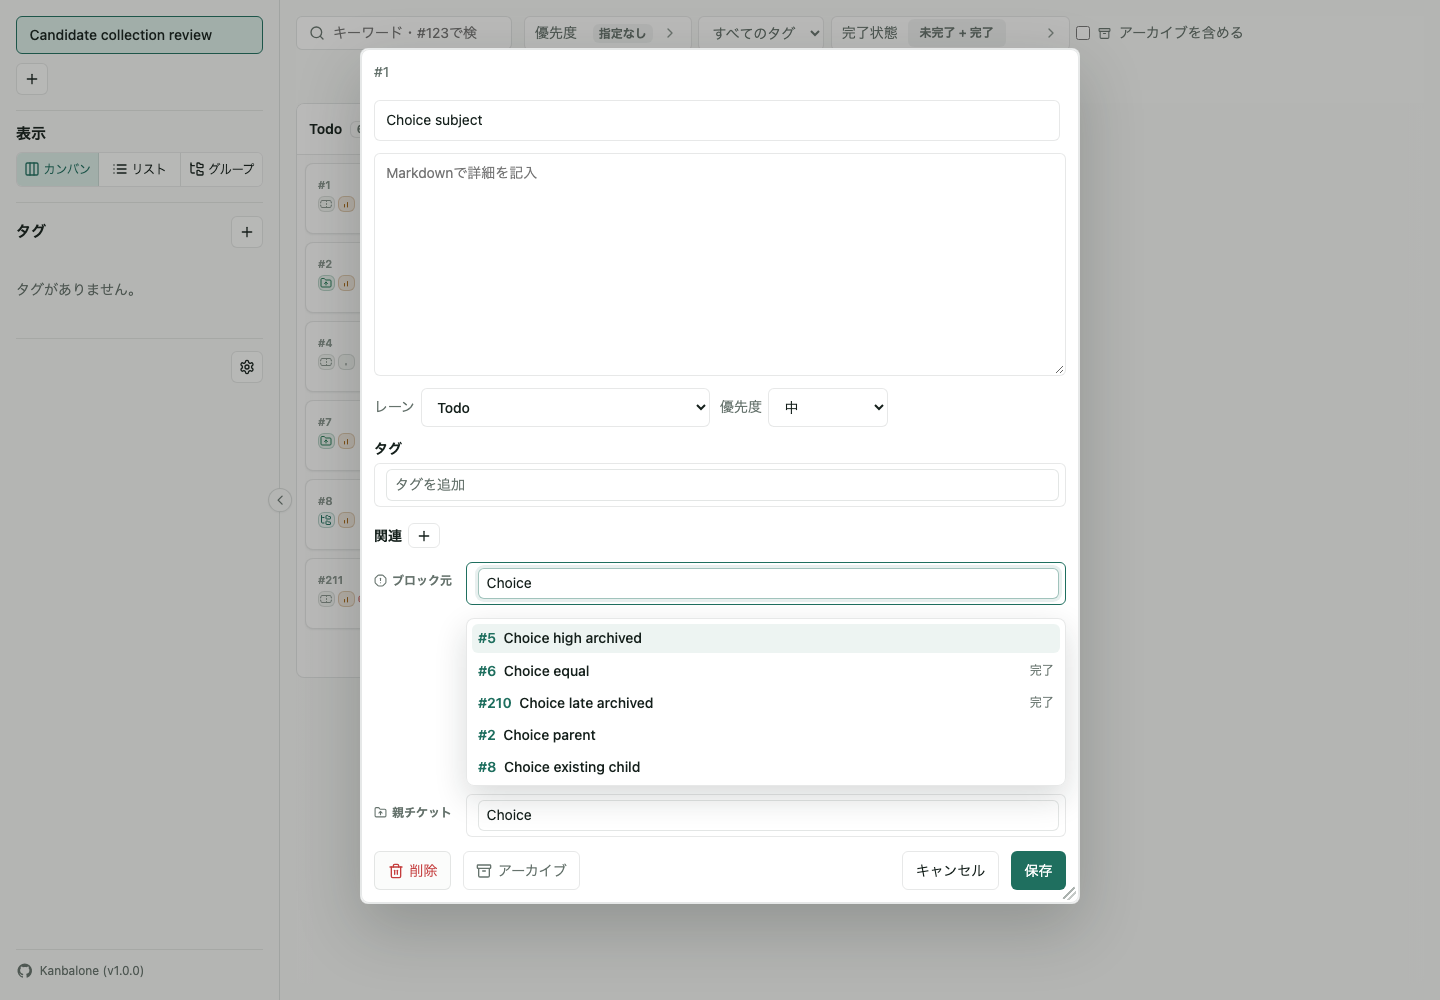 Candidate collection review
表示
カンバン
リスト
グループ
タグ
タグがありません。
Kanbalone (v1.0.0)
キーワード・#123で検
優先度
指定なし
すべてのタグ
完了状態
未完了 + 完了
アーカイブを含める
Todo
#1
#2
#4
#7
#8
#211
#1
Choice subject
Markdownで詳細を記入
レーン
Todo
優先度
中
タグ
タグを追加
関連
ブロック元
Choice
#5 Choice high archived
#6 Choice equal 完了
#210 Choice late archived 完了
#2 Choice parent
#8 Choice existing child
親チケット
Choice
削除
アーカイブ
キャンセル
保存